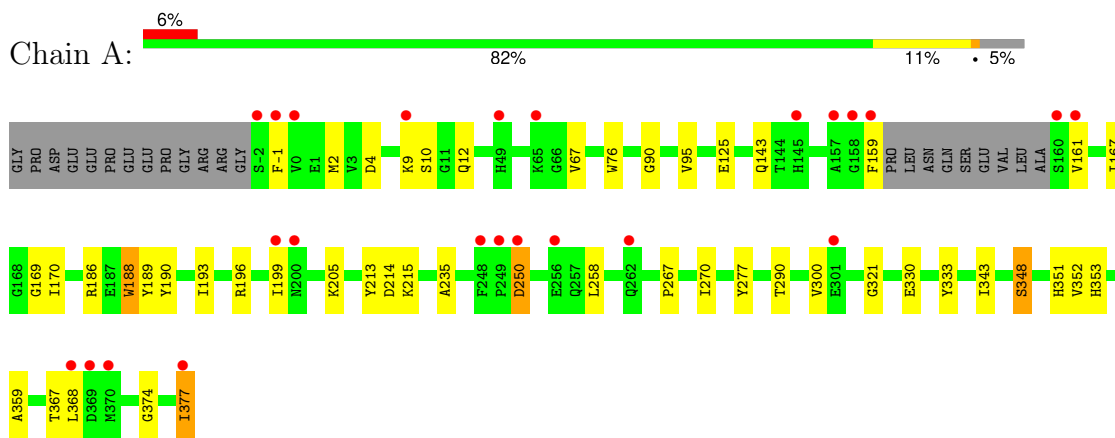 6%
Chain A:
82% 11% • 5%
GLY PRO ASP GLU GLU PRO GLU GLU PRO GLY ARG ARG GLY S-2 F-1 V0 E1 M2 V3 D4 K9 S10 G11 Q12 H49 K65 G66 V67 W76 G90 V95 E125 Q143 T144 H145 A157 G158 F159 PRO LEU ASN GLN SER GLU VAL LEU ALA S160 V161 I167
G168 G169 I170 R186 E187 W188 Y189 Y190 I193 R196 I199 N200 K205 Y213 D214 K215 A235 F248 P249 D250 E256 Q257 L258 Q262 P267 I270 Y277 T290 V300 E301 G321 E330 Y333 I343 S348 H351 V352 H353
A359 T367 L368 D369 M370 G374 I377